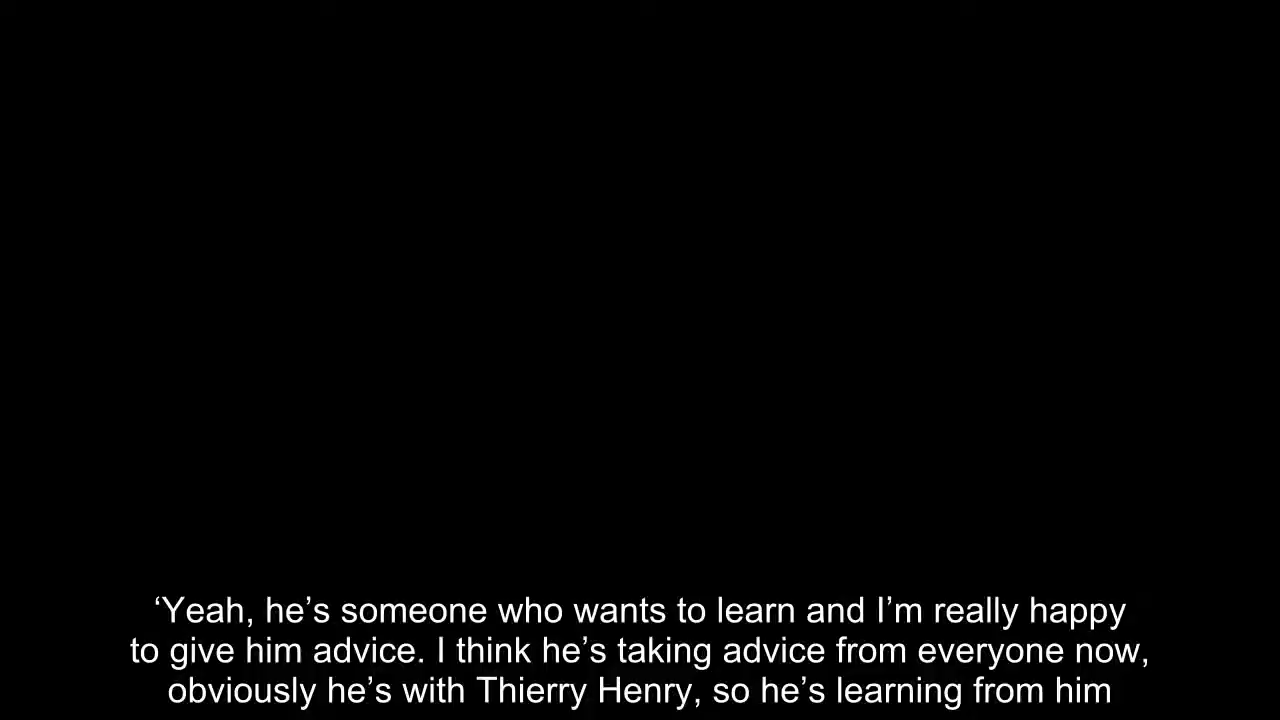 ‘Yeah, he’s someone who wants to learn and I’m really happy
to give him advice. I think he’s taking advice from everyone now,
obviously he’s with Thierry Henry, so he’s learning from him